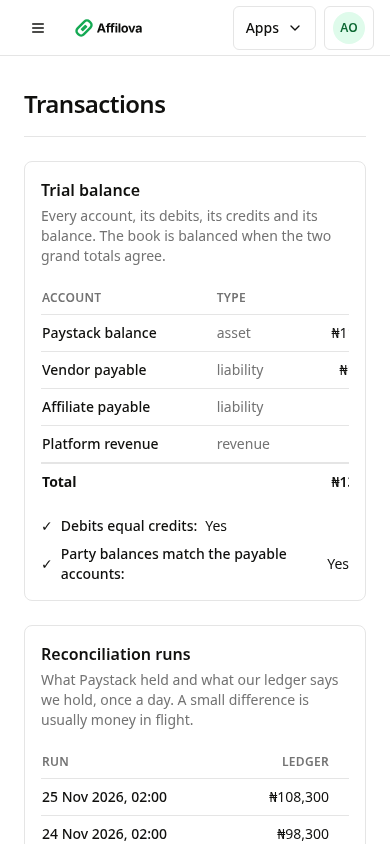 Affilova
Apps
AO
Transactions
Trial balance
Every account, its debits, its credits and its
balance. The book is balanced when the two
grand totals agree.
ACCOUNT TYPE
Paystack balance asset ₦1
Vendor payable liability ₦
Affiliate payable liability
Platform revenue revenue
Total ₦1
✓ Debits equal credits: Yes
✓ Party balances match the payable
accounts: Yes
Reconciliation runs
What Paystack held and what our ledger says
we hold, once a day. A small difference is
usually money in flight.
RUN LEDGER
25 Nov 2026, 02:00 ₦108,300
24 Nov 2026, 02:00 ₦98,300